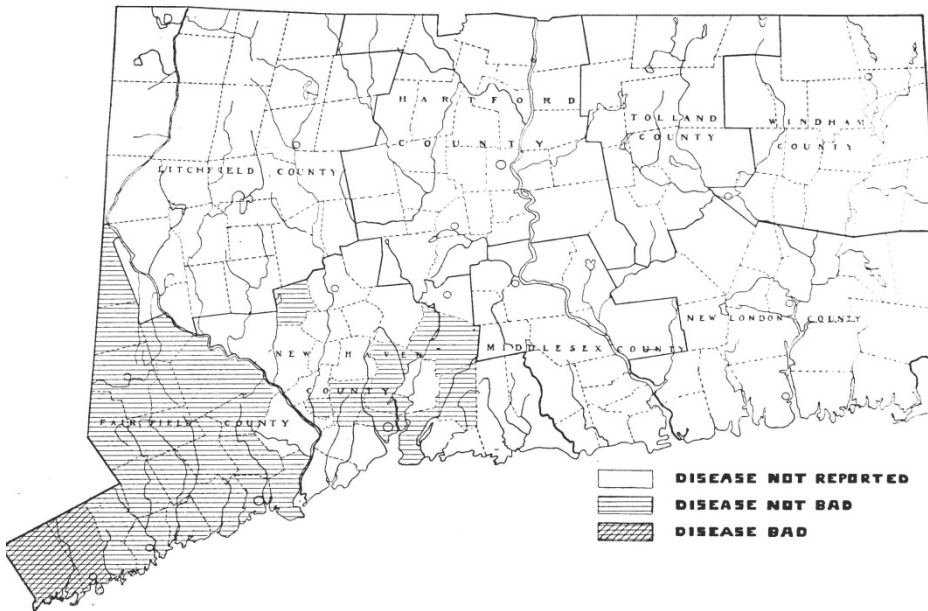 HARTFORD
COUNTY
TOLLAND
COUNTY
WINDHAM
COUNTY
LITCHFIELD COUNTY
NEW HAVEN
COUNTY
MIDDLESEX COUNTY
NEW LONDON COUNTY
FAIRFIELD COUNTY
DISEASE NOT REPORTED
DISEASE NOT BAD
DISEASE BAD